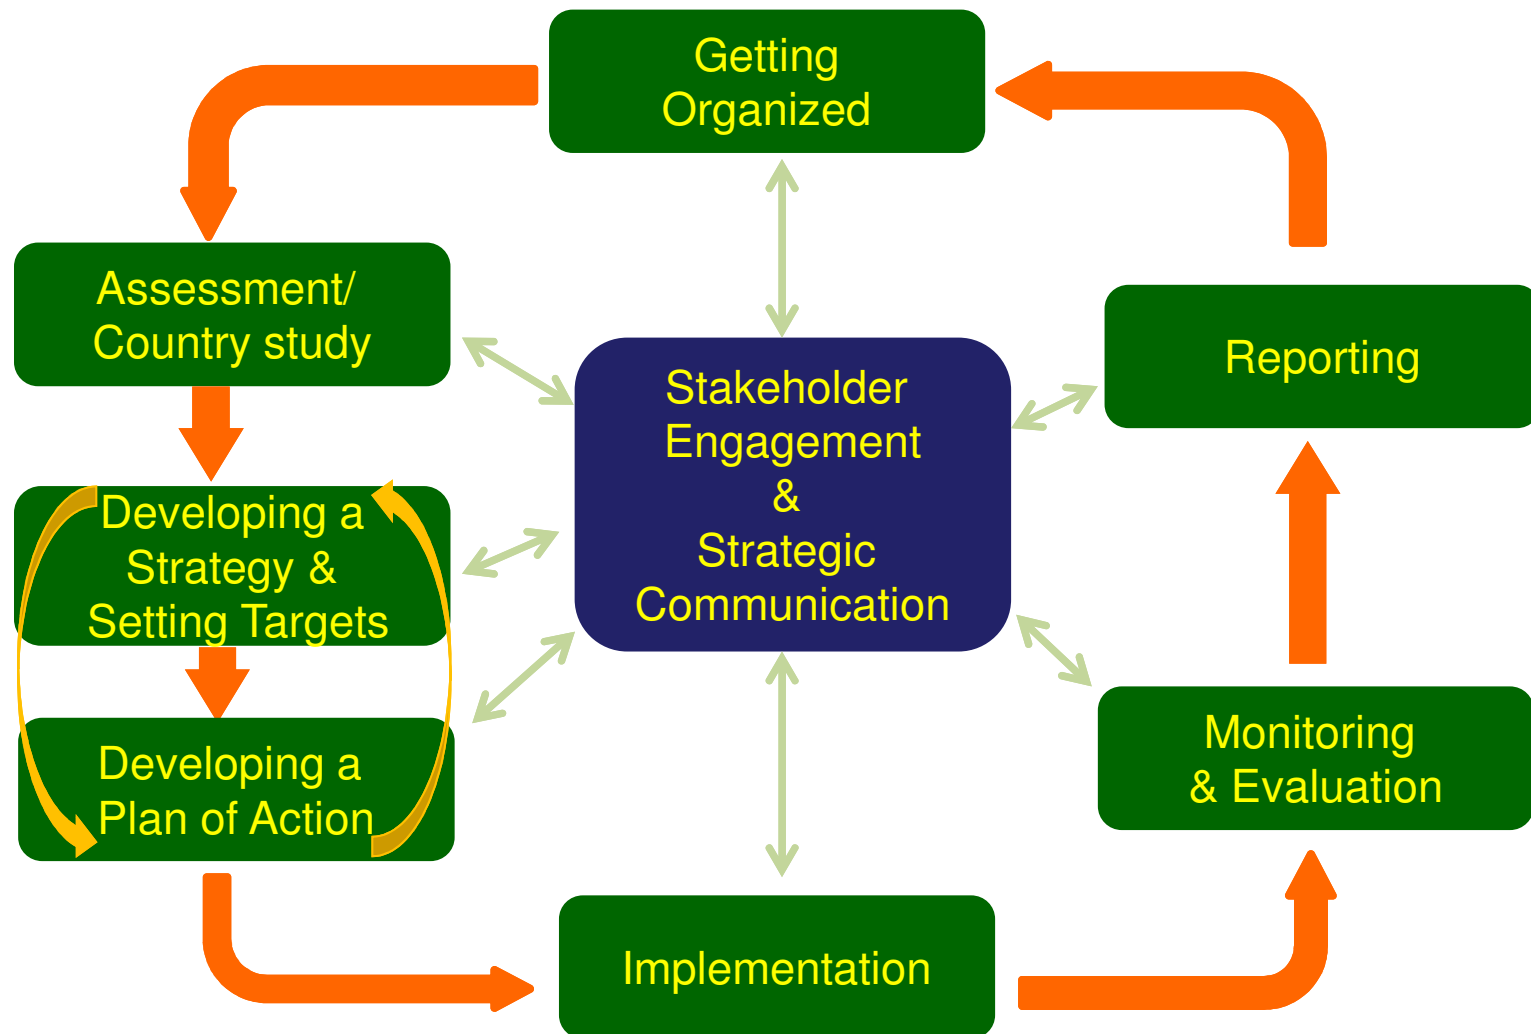 Getting
Organized
Assessment/
Country study
Developing a
Strategy &
Setting Targets
Developing a
Plan of Action
Implementation
Monitoring
& Evaluation
Reporting
Stakeholder
Engagement
&
Strategic
Communication